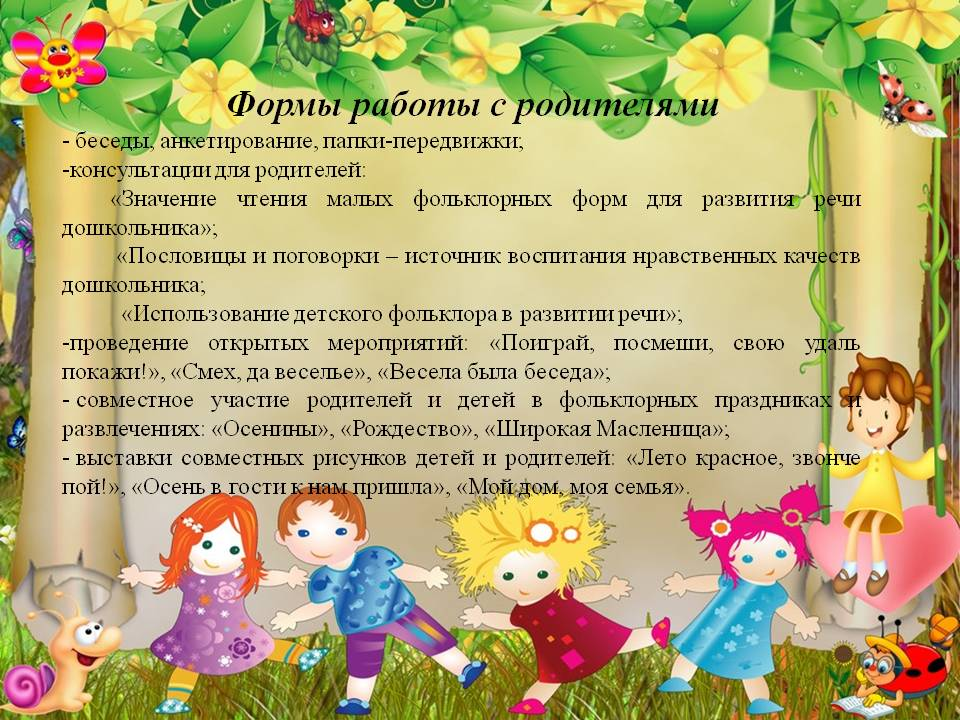 Формы работы с родителями
- беседы, анкетирование, папки-передвижки;
-консультации для родителей:
«Значение чтения малых фольклорных форм для развития речи
дошкольника»;
«Пословицы и поговорки – источник воспитания нравственных качеств
дошкольника;
«Использование детского фольклора в развитии речи»;
-проведение открытых мероприятий: «Поиграй, посмеши, свою удаль
покажи!», «Смех, да веселье», «Весела была беседа»;
- совместное участие родителей и детей в фольклорных праздниках и
развлечениях: «Осенины», «Рождество», «Широкая Масленица»;
- выставки совместных рисунков детей и родителей: «Лето красное, звонче
пой!», «Осень в гости к нам пришла», «Мой дом, моя семья».